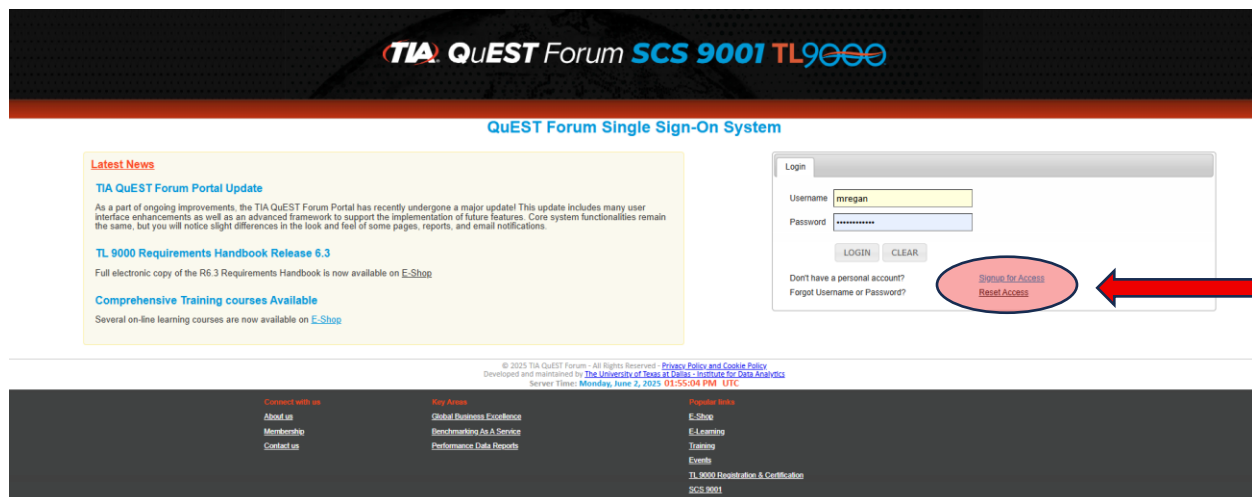 TIA QuEST Forum SCS 9001 TL9000
QuEST Forum Single Sign-On System
Latest News
TIA QuEST Forum Portal Update
As a part of ongoing improvements, the TIA QuEST Forum Portal has recently undergone a major update! This update includes many user
interface enhancements as well as an advanced framework to support the implementation of future features. Core system functionalities remain
the same, but you will notice slight differences in the look and feel of some pages, reports, and email notifications.
TL 9000 Requirements Handbook Release 6.3
Full electronic copy of the R6.3 Requirements Handbook is now available on E-Shop
Comprehensive Training courses Available
Several on-line learning courses are now available on E-Shop
Login
Username mregan
Password ••••••••••••
LOGIN CLEAR
Don't have a personal account? Signup for Access
Forgot Username or Password? Reset Access
© 2025 TIA QuEST Forum - All Rights Reserved - Privacy Policy and Cookie Policy
Developed and maintained by The University of Texas at Dallas - Institute for Data Analytics
Server Time: Monday, June 2, 2025 01:55:04 PM UTC
Connect with us
About us
Membership
Contact us
Key Areas
Global Business Excellence
Benchmarking As A Service
Performance Data Reports
Popular links
E-Shop
E-Learning
Training
Events
TL 9000 Registration & Certification
SCS 9001